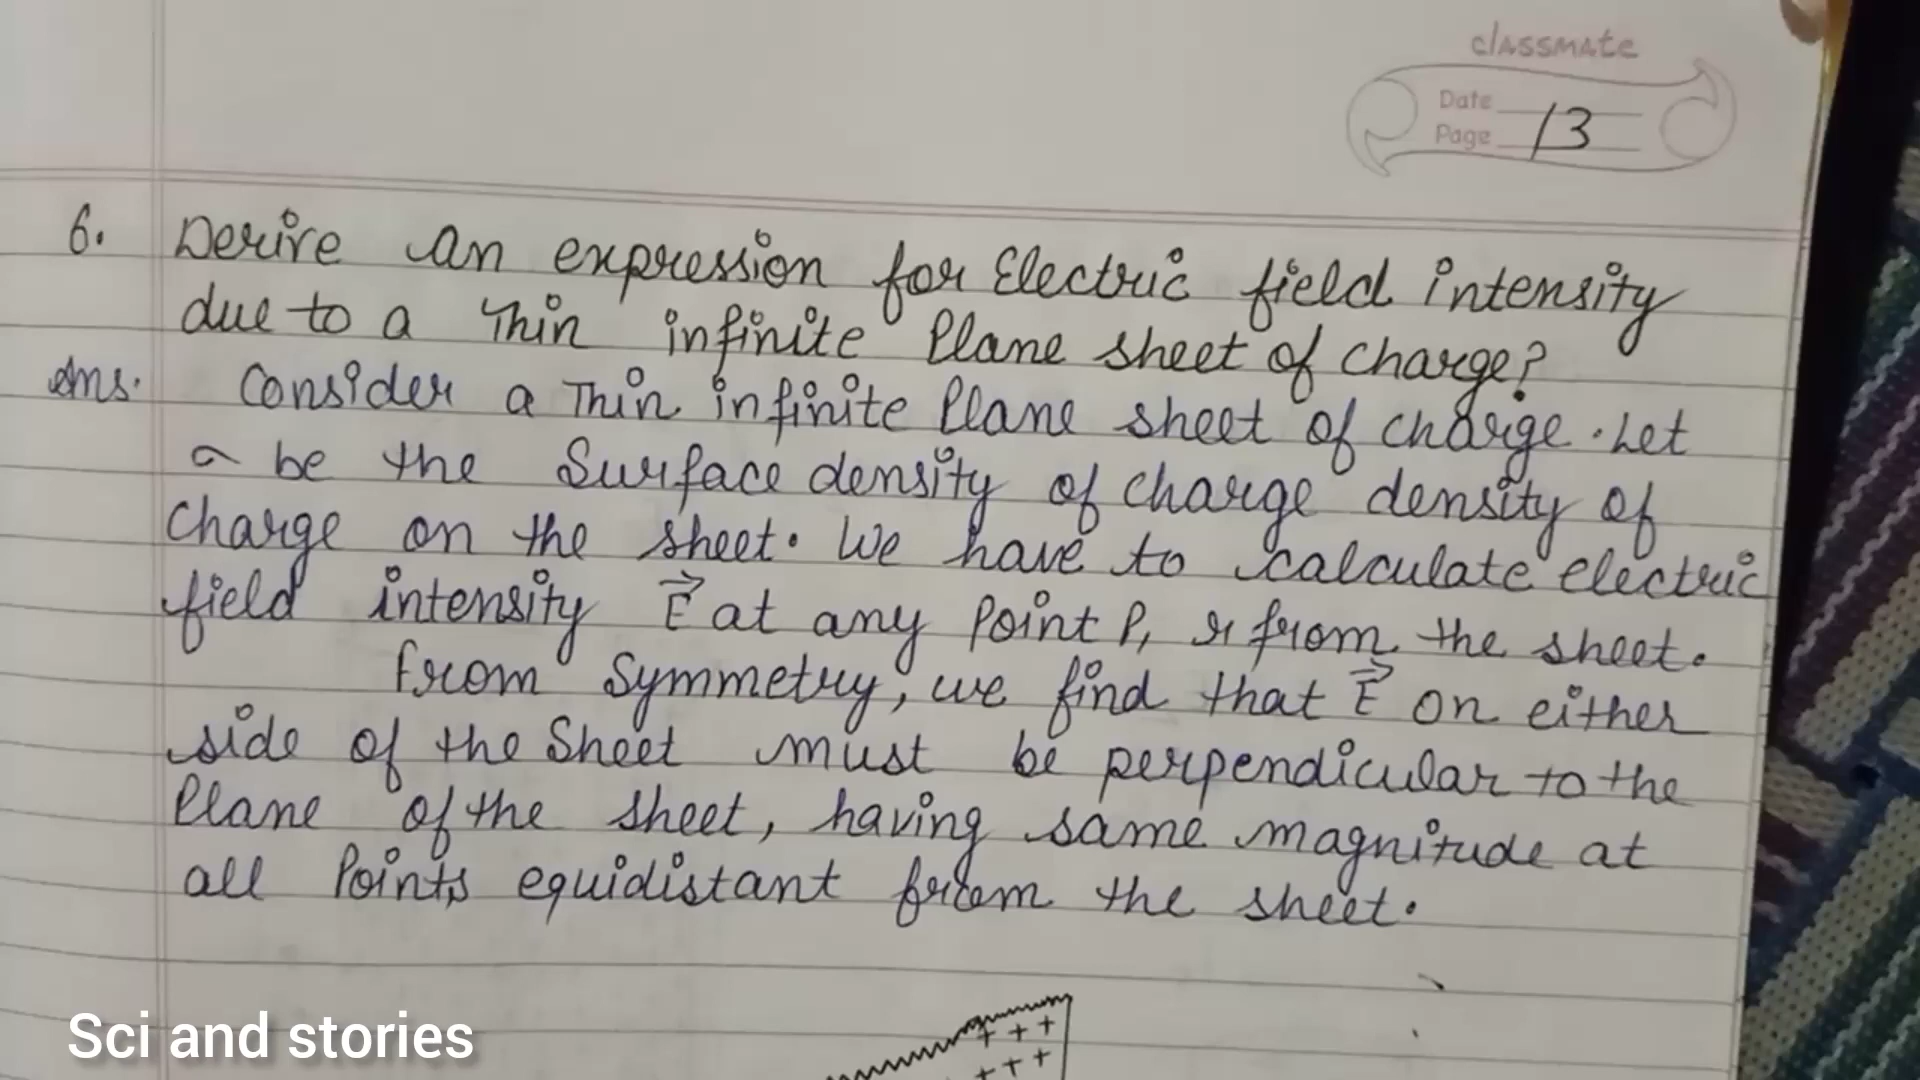 classmate
Date
Page 13
6. Derive an expression for Electric field intensity
due to a Thin infinite Plane sheet of charge?
Ans. Consider a Thin infinite Plane sheet of charge. Let
σ be the Surface density of charge density of
charge on the sheet. We have to calculate electric
field intensity E⃗ at any Point P, r from the sheet.
From Symmetry, we find that E⃗ on either
side of the Sheet must be perpendicular to the
Plane of the sheet, having same magnitude at
all Points equidistant from the sheet.
+ + +
+ + +
Sci and stories